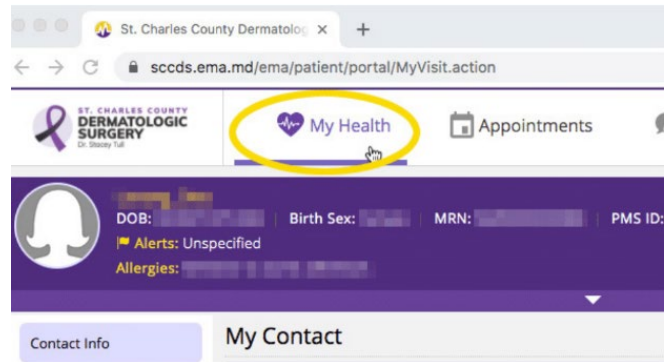 St. Charles County Dermatolog
sccds.ema.md/ema/patient/portal/MyVisit.action
ST. CHARLES COUNTY
DERMATOLOGIC
SURGERY
Dr. Stacey Tull
My Health
Appointments
DOB:
Birth Sex:
MRN:
PMS ID:
Alerts: Unspecified
Allergies:
Contact Info
My Contact